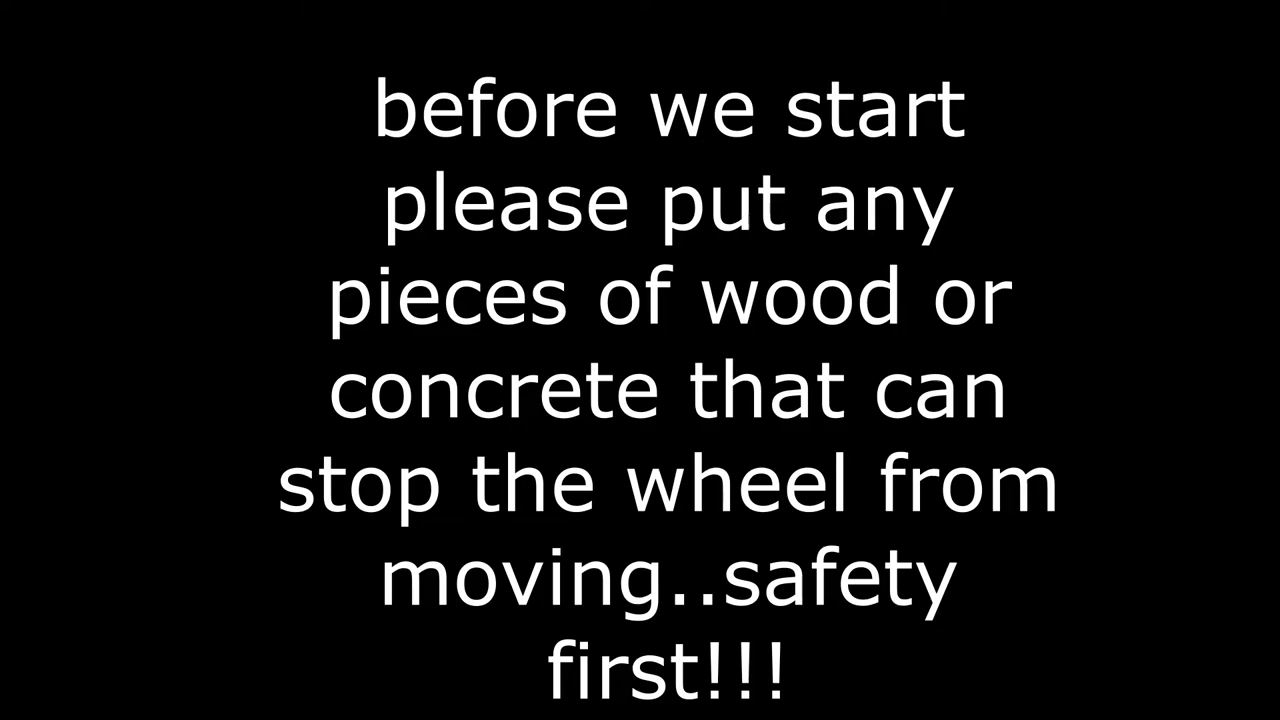 before we start
please put any
pieces of wood or
concrete that can
stop the wheel from
moving..safety
first!!!